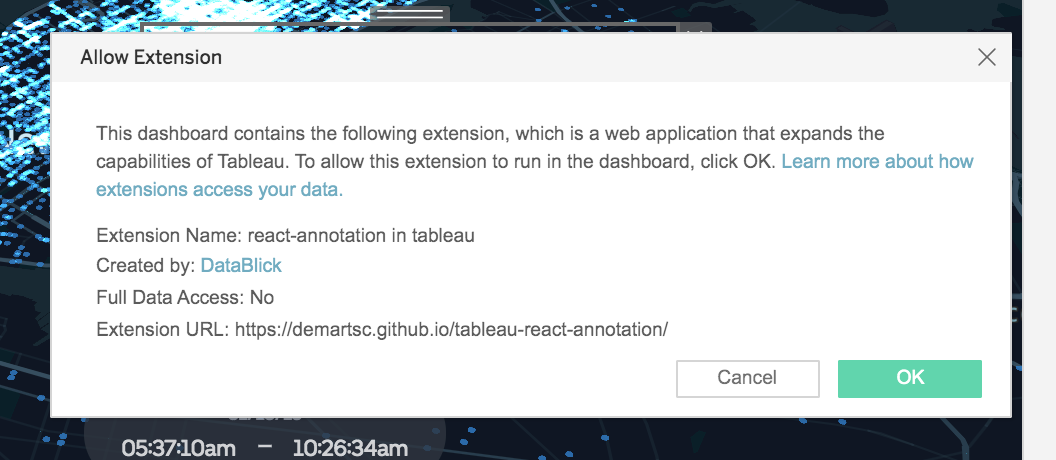 Allow Extension
This dashboard contains the following extension, which is a web application that expands the
capabilities of Tableau. To allow this extension to run in the dashboard, click OK. Learn more about how
extensions access your data.
Extension Name: react-annotation in tableau
Created by: DataBlick
Full Data Access: No
Extension URL: https://demartsc.github.io/tableau-react-annotation/
Cancel OK
05:37:10am – 10:26:34am